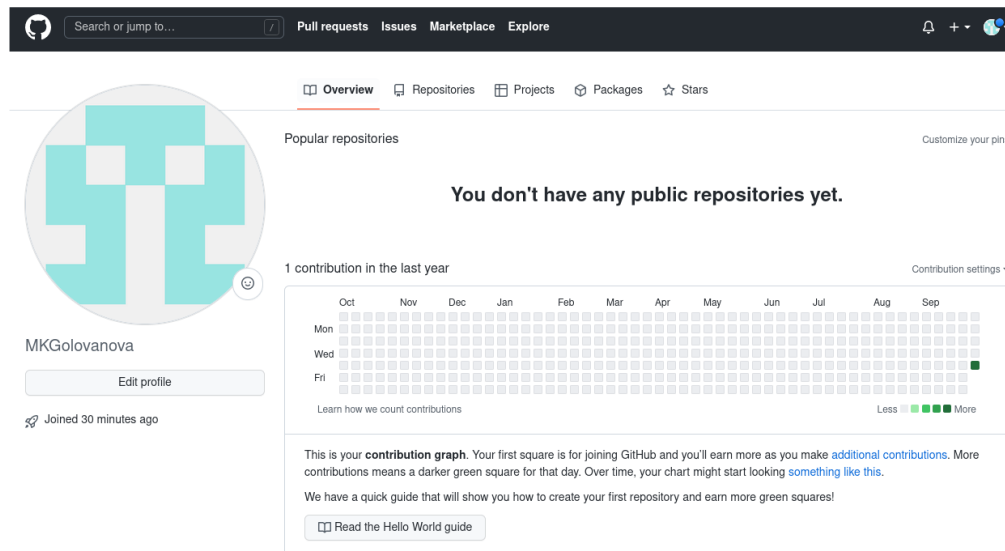 Search or jump to...
/
Pull requests Issues Marketplace Explore
Overview Repositories Projects Packages Stars
Popular repositories
Customize your pin
You don't have any public repositories yet.
1 contribution in the last year
Contribution settings
Oct Nov Dec Jan Feb Mar Apr May Jun Jul Aug Sep
Mon
Wed
Fri
Learn how we count contributions
Less More
MKGolovanova
Edit profile
Joined 30 minutes ago
This is your contribution graph. Your first square is for joining GitHub and you'll earn more as you make additional contributions. More
contributions means a darker green square for that day. Over time, your chart might start looking something like this.
We have a quick guide that will show you how to create your first repository and earn more green squares!
Read the Hello World guide